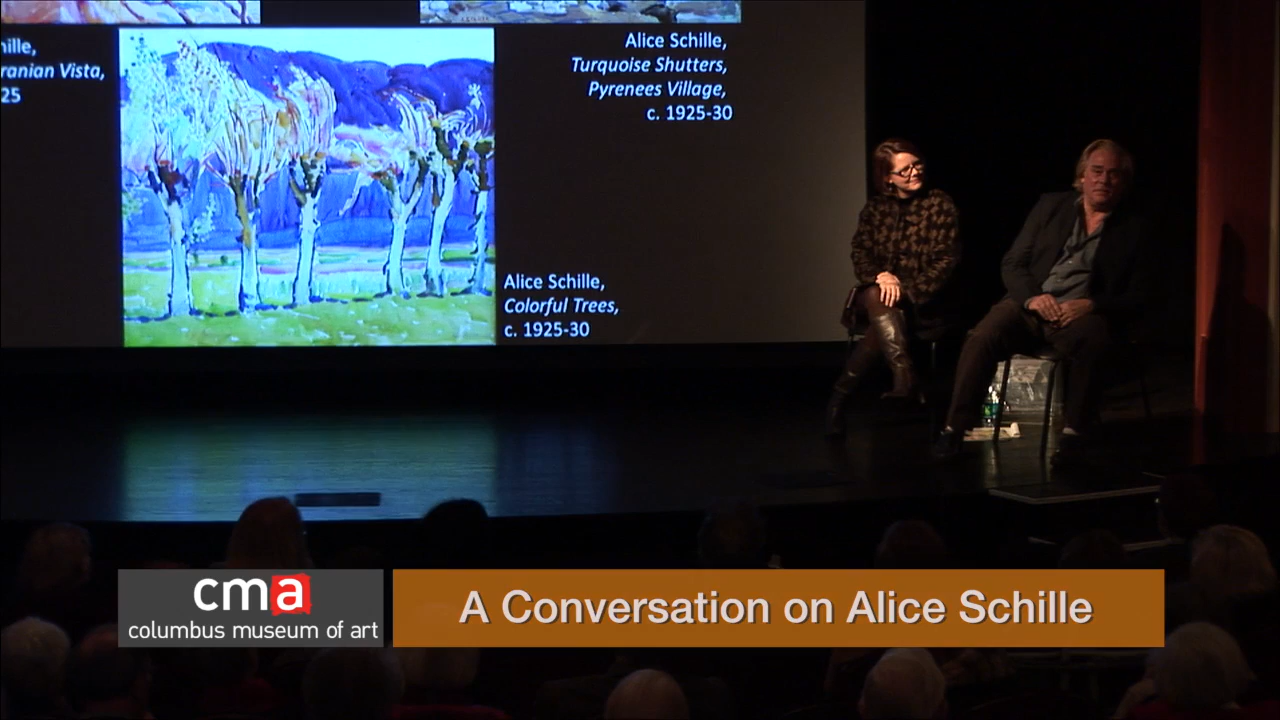 Alice Schille,
Turquoise Shutters,
Pyrenees Village,
c. 1925-30
25
Alice Schille,
Colorful Trees,
c. 1925-30
cma
columbus museum of art
A Conversation on Alice Schille